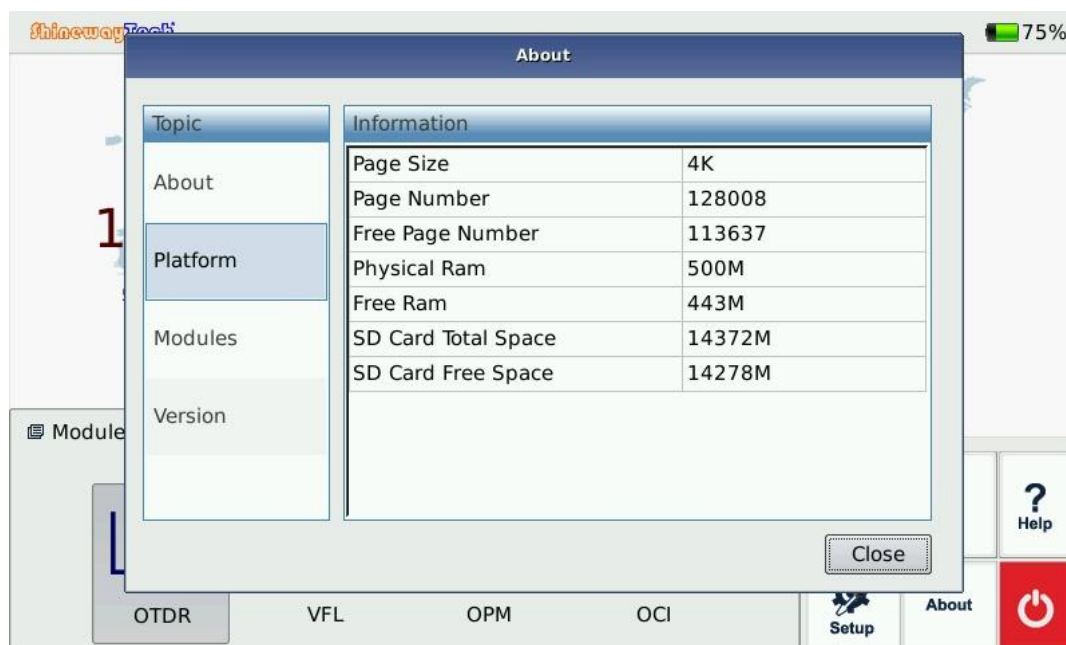 ShinewayTech
75%
About
Topic
Information
About
Platform
Modules
Version
Page Size 4K
Page Number 128008
Free Page Number 113637
Physical Ram 500M
Free Ram 443M
SD Card Total Space 14372M
SD Card Free Space 14278M
Close
1
Module
OTDR
VFL
OPM
OCI
Setup
About
Help